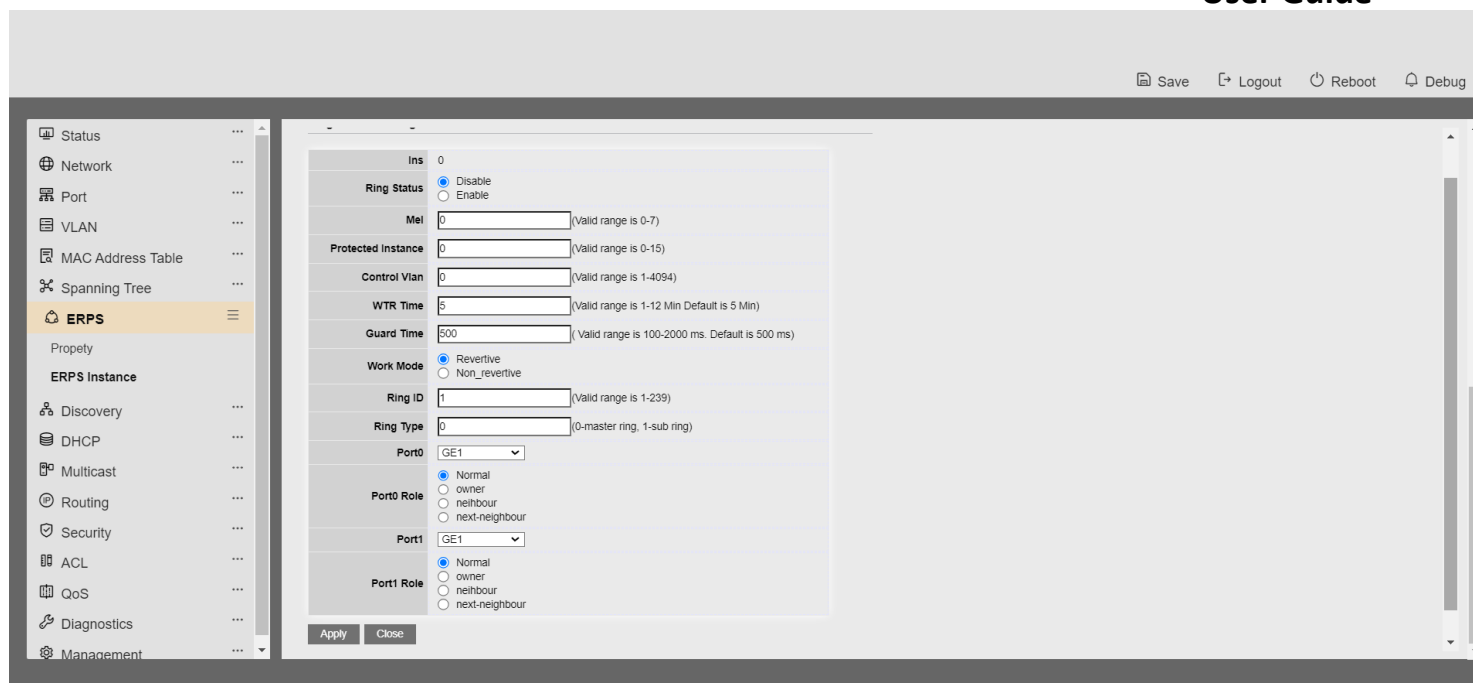 User Guide
Save Logout Reboot Debug
Status
Network
Port
VLAN
MAC Address Table
Spanning Tree
ERPS
Propety
ERPS Instance
Discovery
DHCP
Multicast
Routing
Security
ACL
QoS
Diagnostics
Management
Ins 0
Ring Status Disable
Enable
Mel 0 (Valid range is 0-7)
Protected Instance 0 (Valid range is 0-15)
Control Vlan 0 (Valid range is 1-4094)
WTR Time 5 (Valid range is 1-12 Min Default is 5 Min)
Guard Time 500 ( Valid range is 100-2000 ms. Default is 500 ms)
Work Mode Revertive
Non_revertive
Ring ID 1 (Valid range is 1-239)
Ring Type 0 (0-master ring, 1-sub ring)
Port0 GE1
Port0 Role Normal
owner
neihbour
next-neighbour
Port1 GE1
Port1 Role Normal
owner
neihbour
next-neighbour
Apply Close